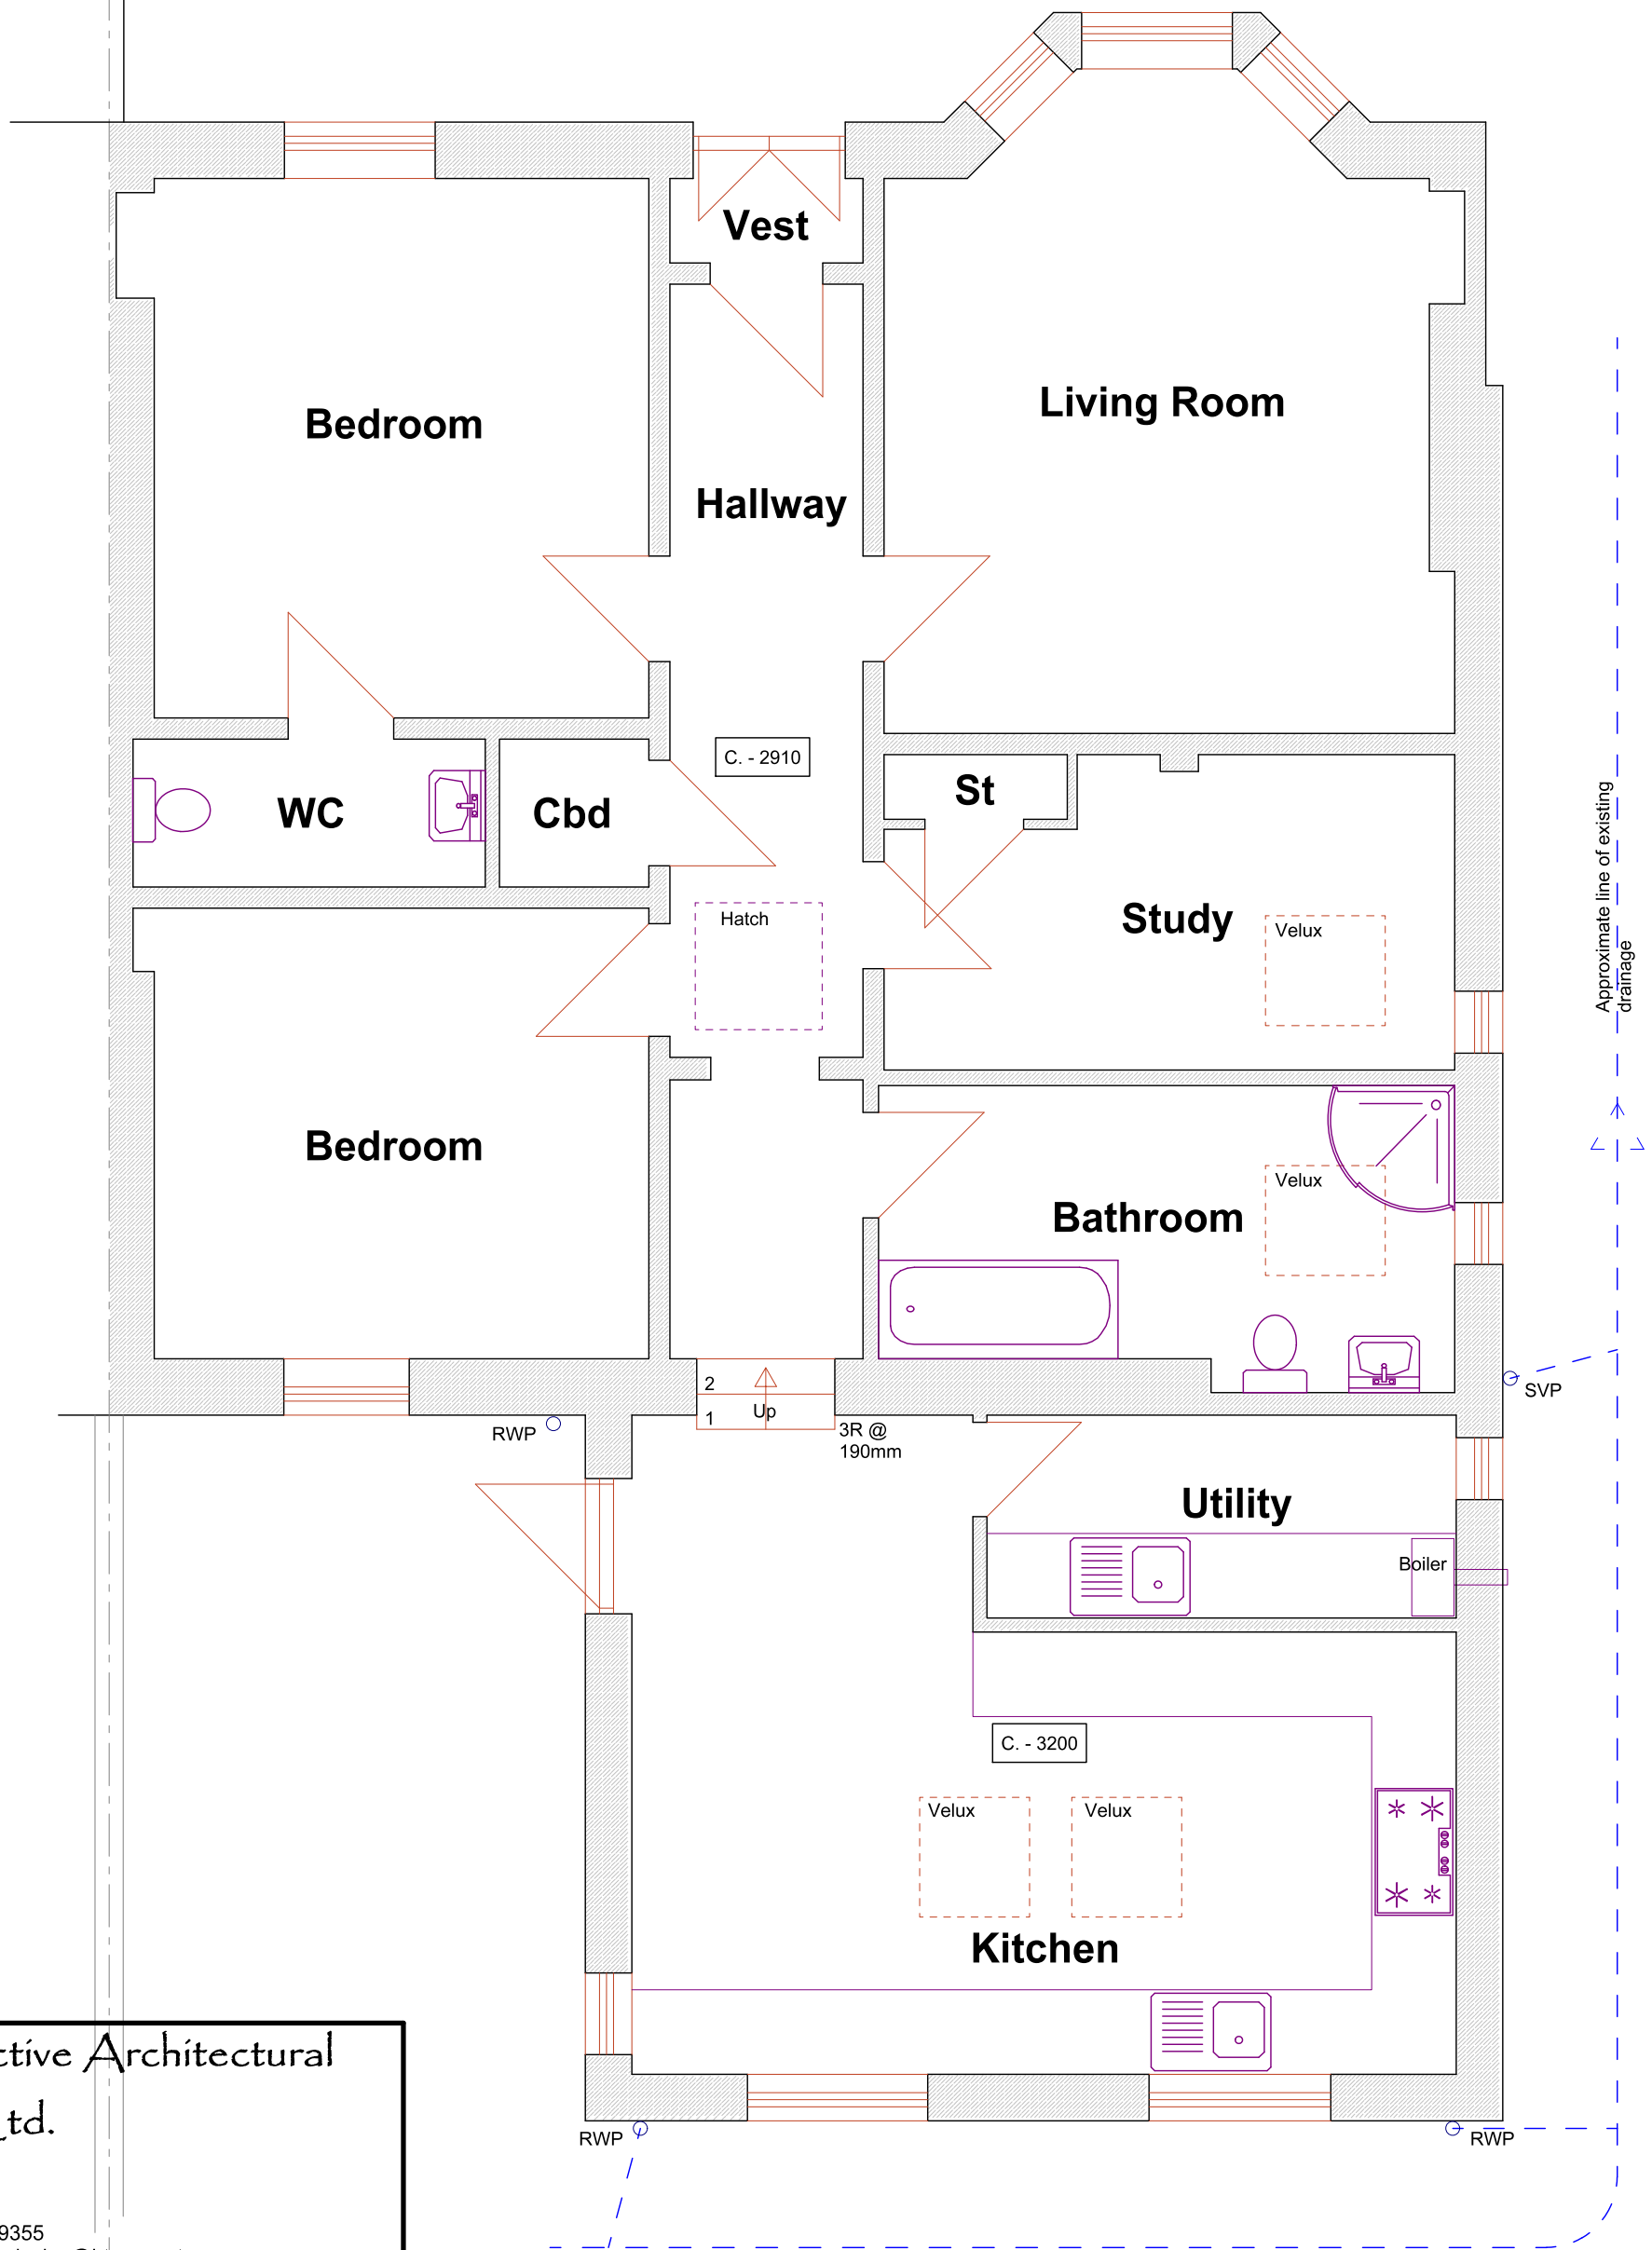 Vest
Bedroom
Living Room
Hallway
C. - 2910
St
WC
Cbd
Hatch
Study
Velux
Approximate line of existing
drainage
Bedroom
Velux
Bathroom
2
1
Up
3R @
190mm
RWP
SVP
Utility
Boiler
C. - 3200
Velux
Velux
Kitchen
RWP
RWP
ctive Architectural
td.
9355